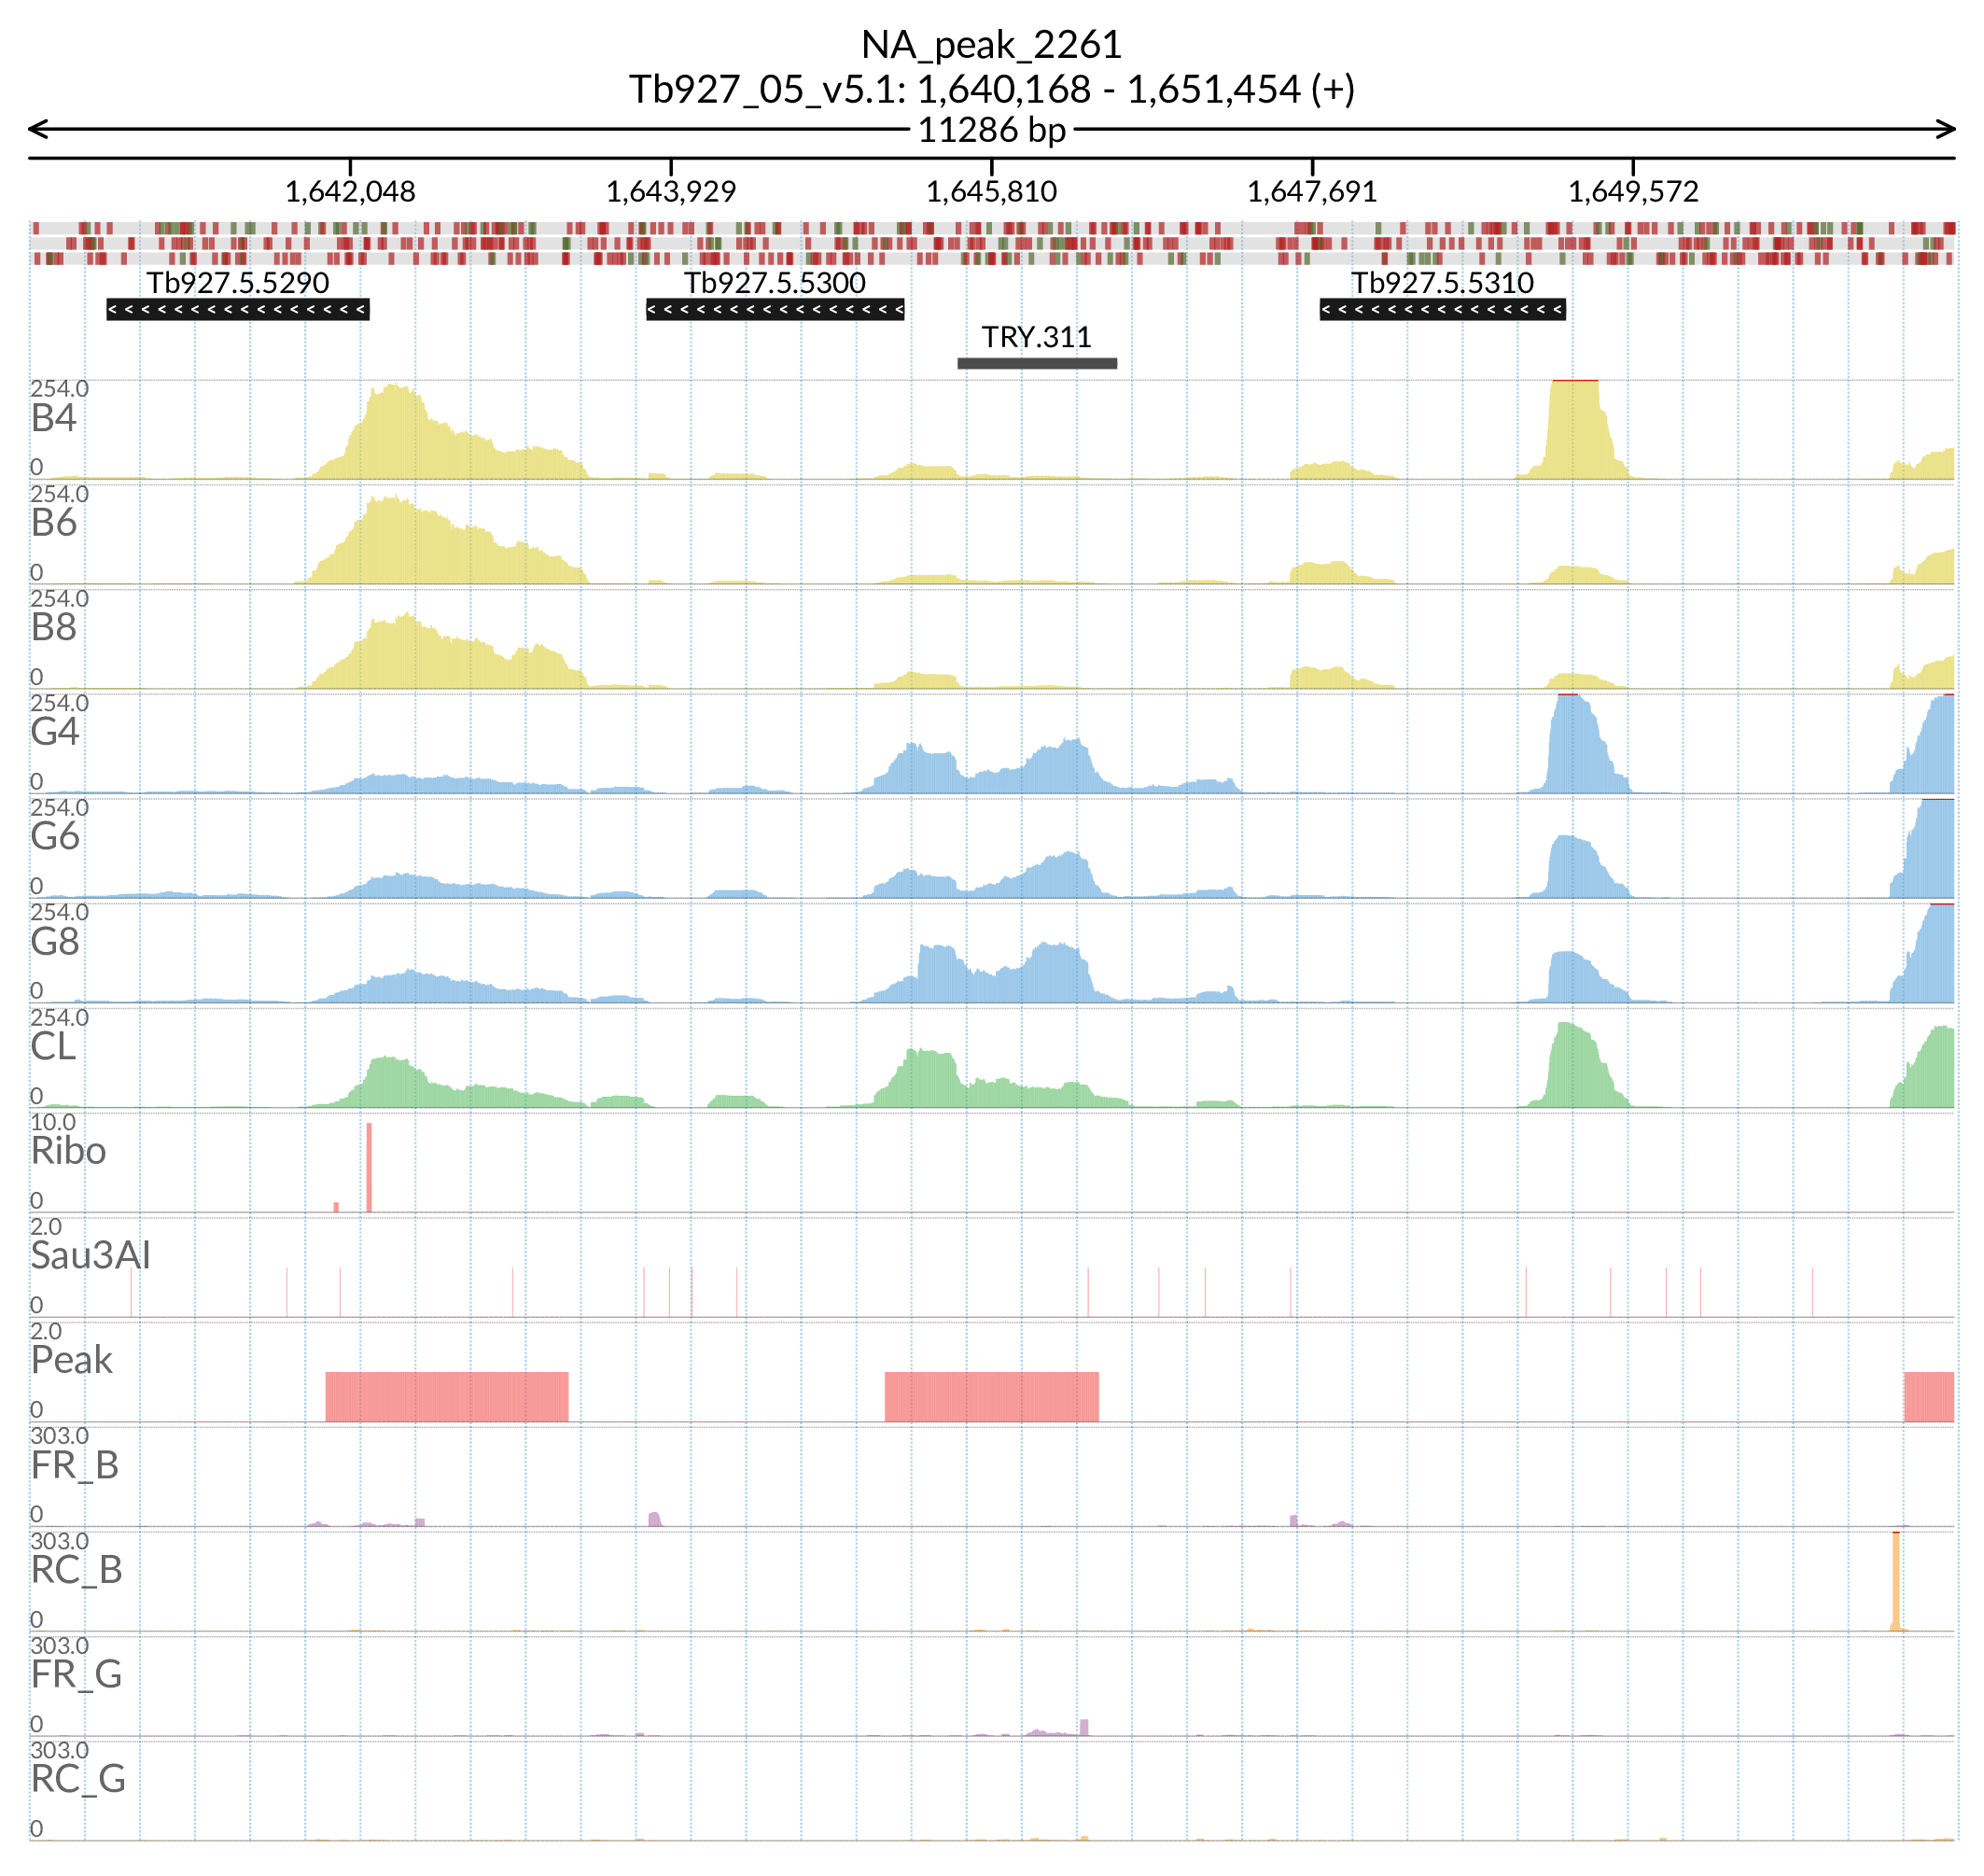 NA_peak_2261
Tb927_05_v5.1: 1,640,168 - 1,651,454 (+)
11286 bp
1,642,048 1,643,929 1,645,810 1,647,691 1,649,572
Tb927.5.5290 Tb927.5.5300 Tb927.5.5310
TRY.311
254.0
B4
0
254.0
B6
0
254.0
B8
0
254.0
G4
0
254.0
G6
0
254.0
G8
0
254.0
CL
0
10.0
Ribo
0
2.0
Sau3AI
0
2.0
Peak
0
303.0
FR_B
0
303.0
RC_B
0
303.0
FR_G
0
303.0
RC_G
0